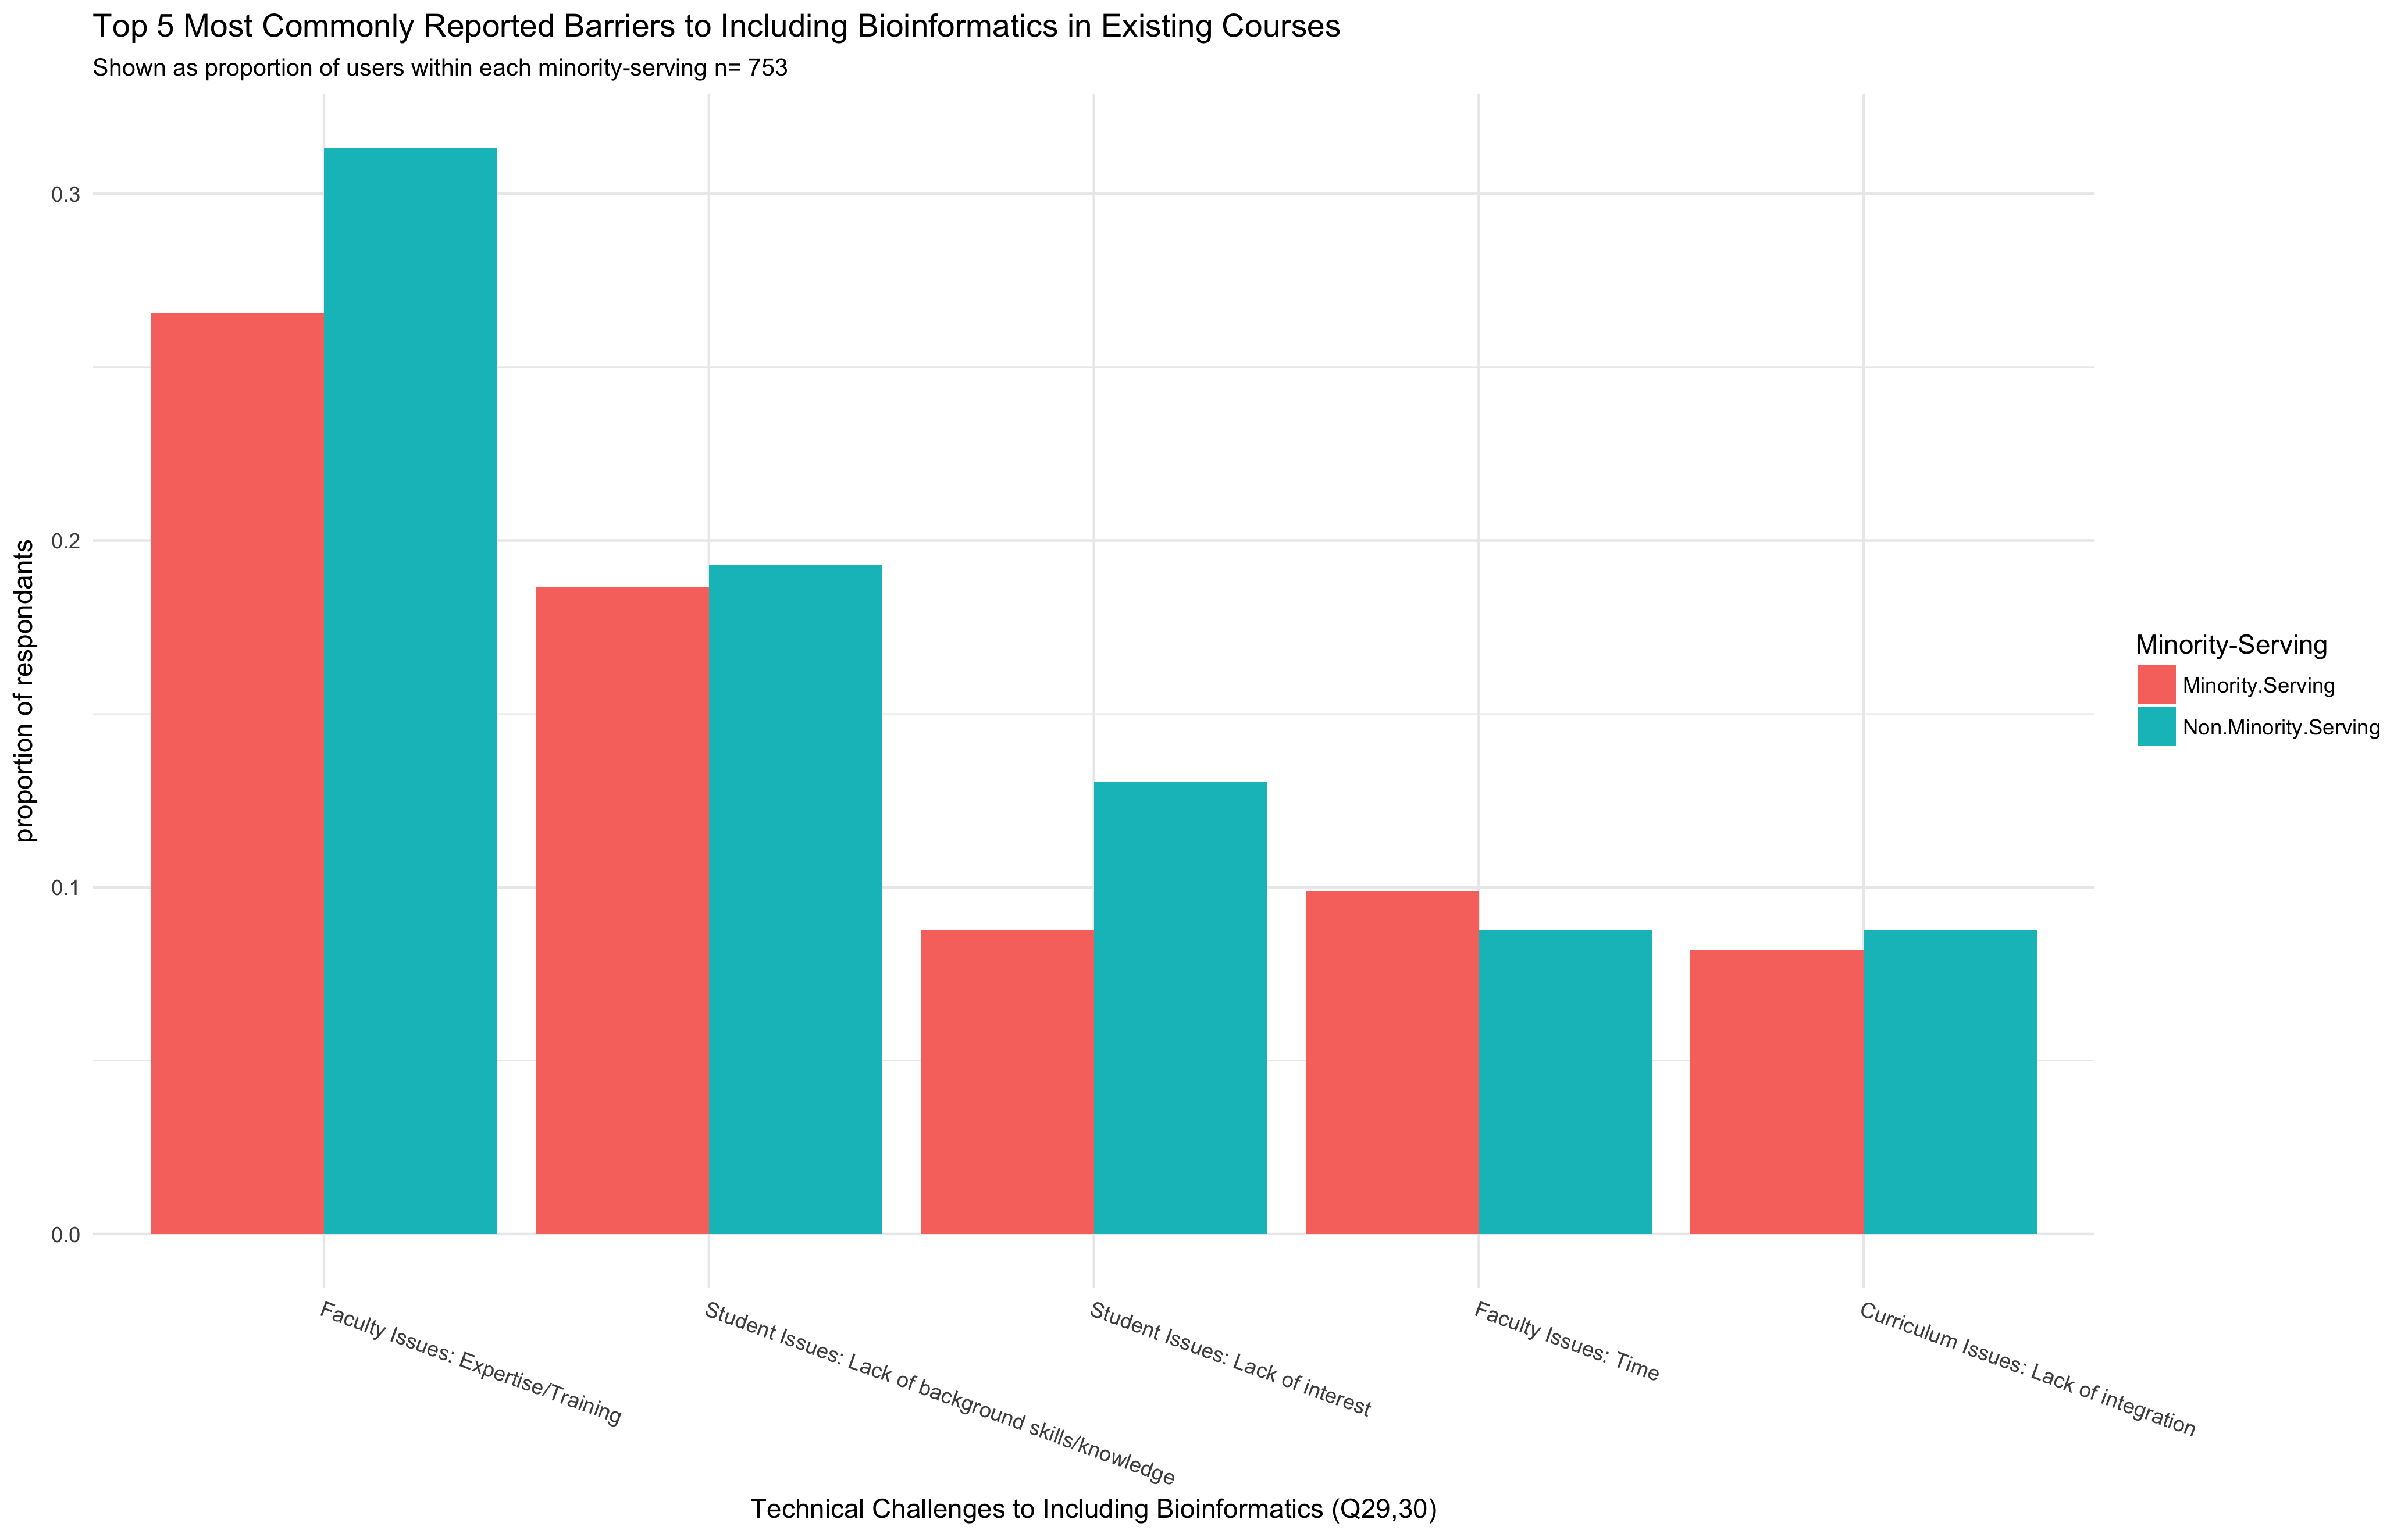 Top 5 Most Commonly Reported Barriers to Including Bioinformatics in Existing Courses
Shown as proportion of users within each minority-serving n= 753
proportion of respondants
0.3
0.2
0.1
0.0
Faculty Issues: Expertise/Training
Student Issues: Lack of background skills/knowledge
Student Issues: Lack of interest
Faculty Issues: Time
Curriculum Issues: Lack of integration
Technical Challenges to Including Bioinformatics (Q29,30)
Minority-Serving
Minority.Serving
Non.Minority.Serving